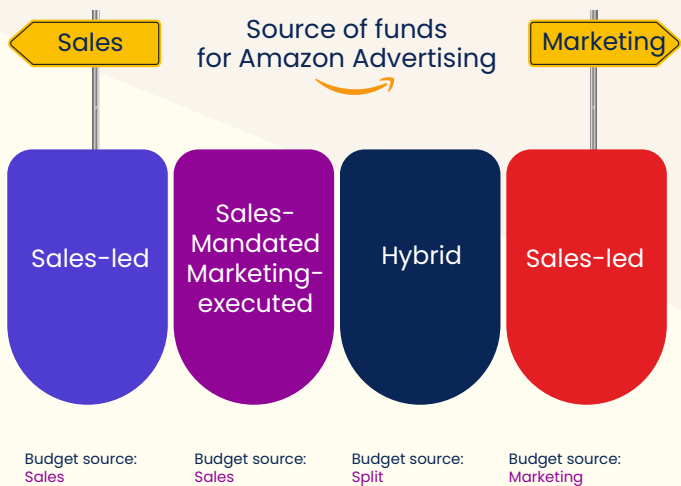 Sales
Source of funds
for Amazon Advertising
Marketing
Sales-led
Sales-
Mandated
Marketing-
executed
Hybrid
Sales-led
Budget source:
Sales
Budget source:
Sales
Budget source:
Split
Budget source:
Marketing